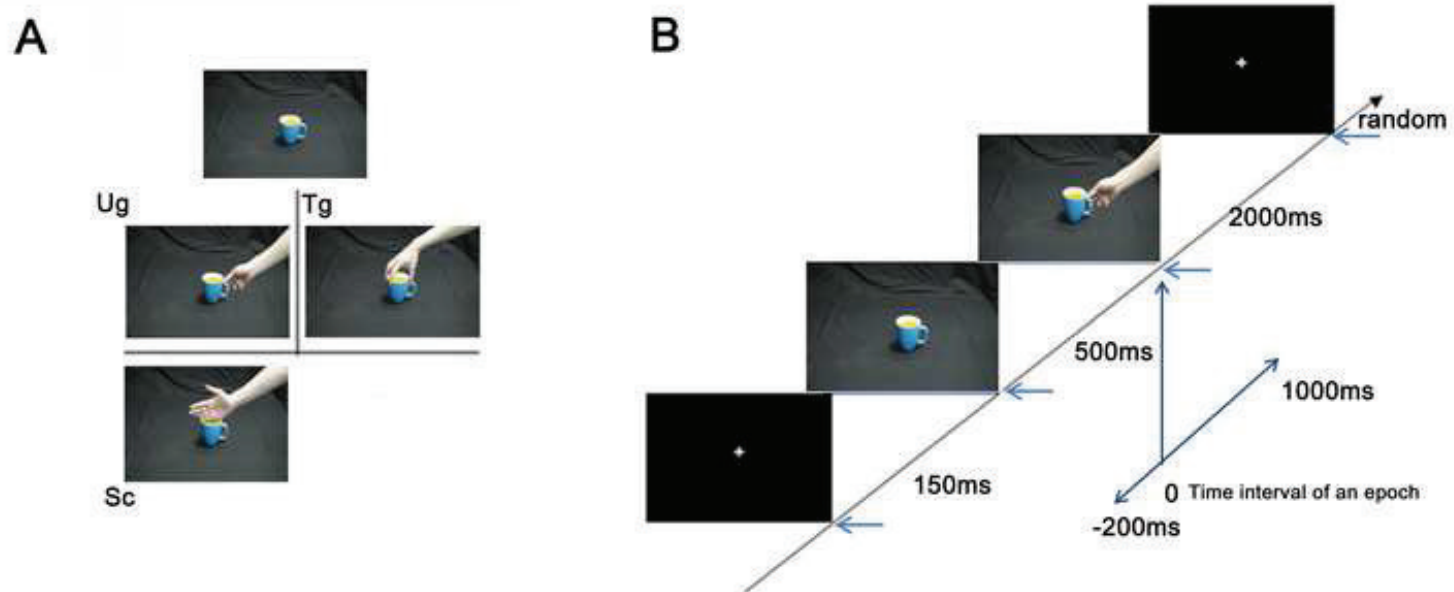 A
Ug
Tg
Sc
B
random
2000ms
500ms
1000ms
150ms
0 Time interval of an epoch
-200ms